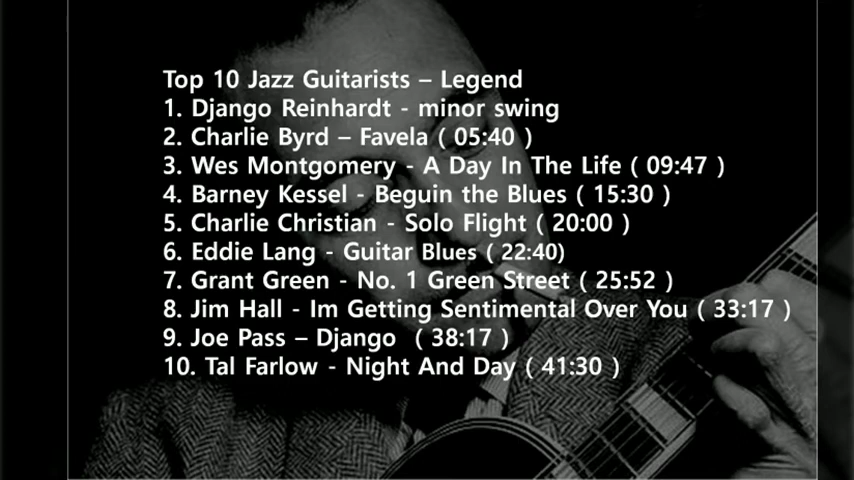 Top 10 Jazz Guitarists – Legend
1. Django Reinhardt - minor swing
2. Charlie Byrd – Favela ( 05:40 )
3. Wes Montgomery - A Day In The Life ( 09:47 )
4. Barney Kessel - Beguin the Blues ( 15:30 )
5. Charlie Christian - Solo Flight ( 20:00 )
6. Eddie Lang - Guitar Blues ( 22:40)
7. Grant Green - No. 1 Green Street ( 25:52 )
8. Jim Hall - Im Getting Sentimental Over You ( 33:17 )
9. Joe Pass – Django ( 38:17 )
10. Tal Farlow - Night And Day ( 41:30 )